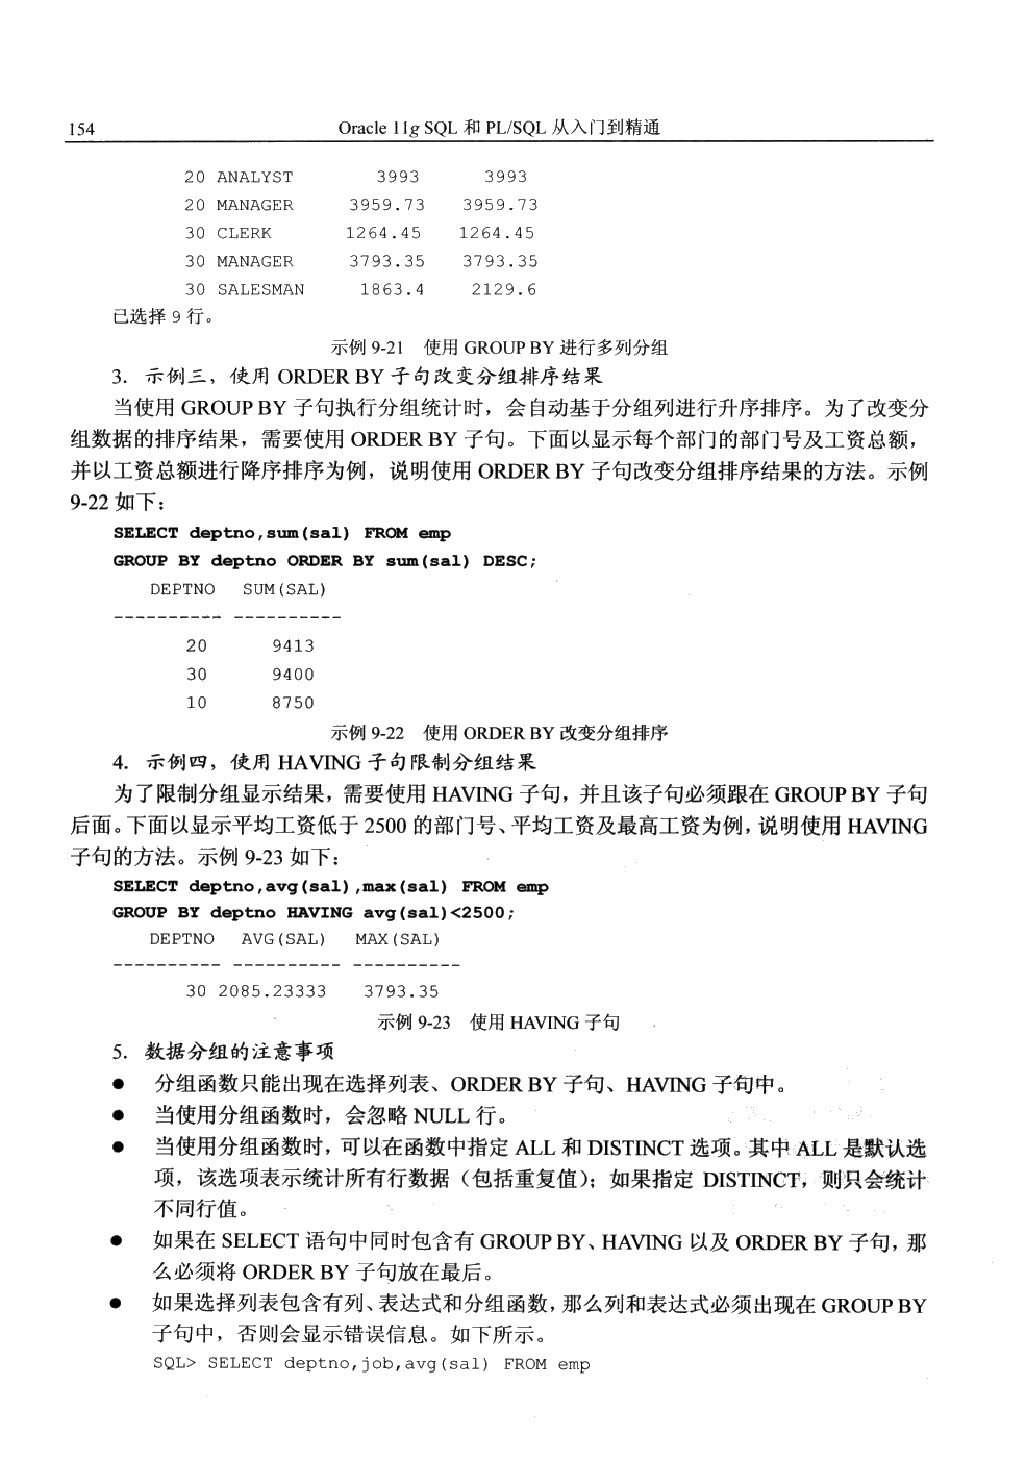 154
Oracle 11g SQL 和 PL/SQL 从入门到精通
20 ANALYST 3993 3993
20 MANAGER 3959.73 3959.73
30 CLERK 1264.45 1264.45
30 MANAGER 3793.35 3793.35
30 SALESMAN 1863.4 2129.6
已选择 9 行。
示例 9-21 使用 GROUP BY 进行多列分组
3. 示例三，使用 ORDER BY 子句改变分组排序结果
当使用 GROUP BY 子句执行分组统计时，会自动基于分组列进行升序排序。为了改变分
组数据的排序结果，需要使用 ORDER BY 子句。下面以显示每个部门的部门号及工资总额，
并以工资总额进行降序排序为例，说明使用 ORDER BY 子句改变分组排序结果的方法。示例
9-22 如下：
SELECT deptno,sum(sal) FROM emp
GROUP BY deptno ORDER BY sum(sal) DESC;
DEPTNO SUM(SAL)
---------- ----------
20 9413
30 9400
10 8750
示例 9-22 使用 ORDER BY 改变分组排序
4. 示例四，使用 HAVING 子句限制分组结果
为了限制分组显示结果，需要使用 HAVING 子句，并且该子句必须跟在 GROUP BY 子句
后面。下面以显示平均工资低于 2500 的部门号、平均工资及最高工资为例，说明使用 HAVING
子句的方法。示例 9-23 如下：
SELECT deptno,avg(sal),max(sal) FROM emp
GROUP BY deptno HAVING avg(sal)<2500;
DEPTNO AVG(SAL) MAX(SAL)
---------- ---------- ----------
30 2085.23333 3793.35
示例 9-23 使用 HAVING 子句
5. 数据分组的注意事项
● 分组函数只能出现在选择列表、ORDER BY 子句、HAVING 子句中。
● 当使用分组函数时，会忽略 NULL 行。
● 当使用分组函数时，可以在函数中指定 ALL 和 DISTINCT 选项。其中 ALL 是默认选
项，该选项表示统计所有行数据（包括重复值）；如果指定 DISTINCT，则只会统计
不同行值。
● 如果在 SELECT 语句中同时包含有 GROUP BY、HAVING 以及 ORDER BY 子句，那
么必须将 ORDER BY 子句放在最后。
● 如果选择列表包含有列、表达式和分组函数，那么列和表达式必须出现在 GROUP BY
子句中，否则会显示错误信息。如下所示。
SQL> SELECT deptno,job,avg(sal) FROM emp